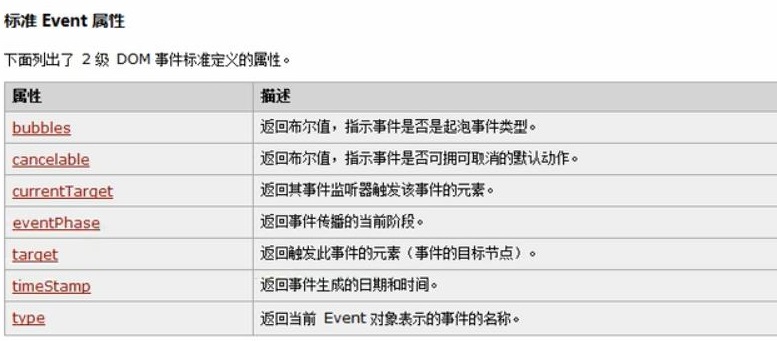 标准 Event 属性
下面列出了 2 级 DOM 事件标准定义的属性。
属性 描述
bubbles 返回布尔值，指示事件是否是起泡事件类型。
cancelable 返回布尔值，指示事件是否可拥可取消的默认动作。
currentTarget 返回其事件监听器触发该事件的元素。
eventPhase 返回事件传播的当前阶段。
target 返回触发此事件的元素（事件的目标节点）。
timeStamp 返回事件生成的日期和时间。
type 返回当前 Event 对象表示的事件的名称。